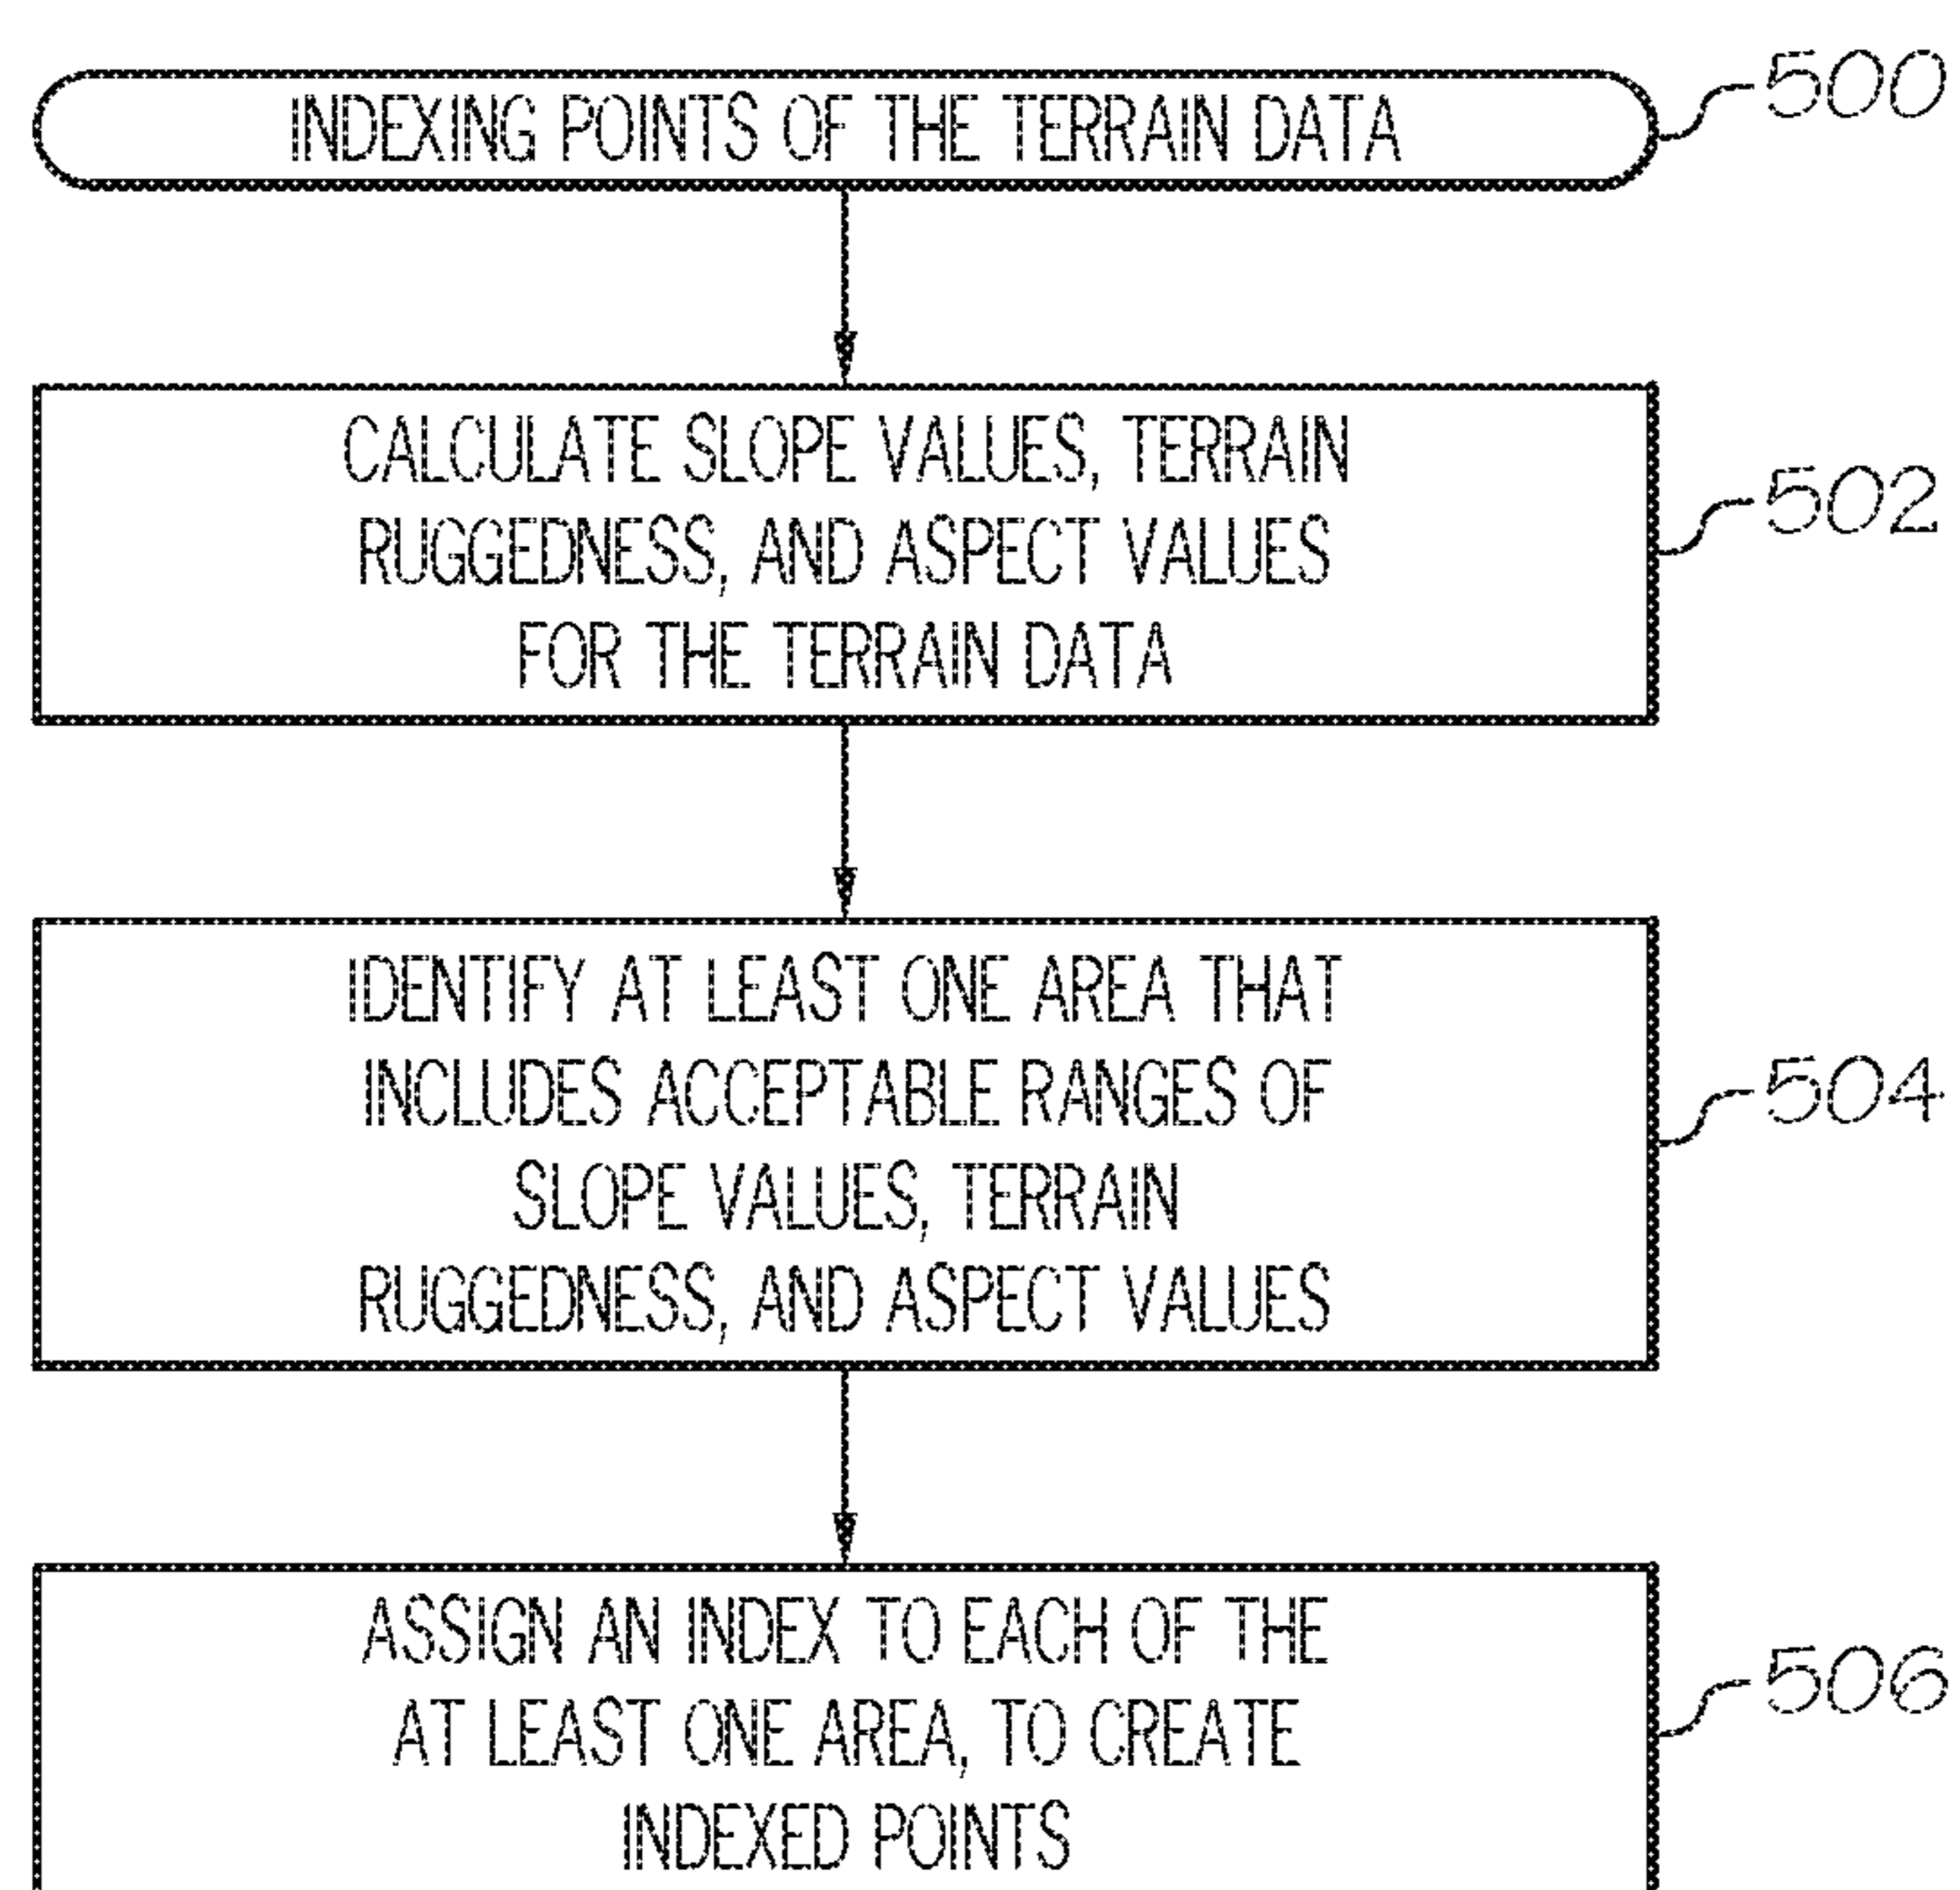 INDEXING POINTS OF THE TERRAIN DATA
500
CALCULATE SLOPE VALUES, TERRAIN
RUGGEDNESS, AND ASPECT VALUES
FOR THE TERRAIN DATA
502
IDENTIFY AT LEAST ONE AREA THAT
INCLUDES ACCEPTABLE RANGES OF
SLOPE VALUES, TERRAIN
RUGGEDNESS, AND ASPECT VALUES
504
ASSIGN AN INDEX TO EACH OF THE
AT LEAST ONE AREA, TO CREATE
INDEXED POINTS
506